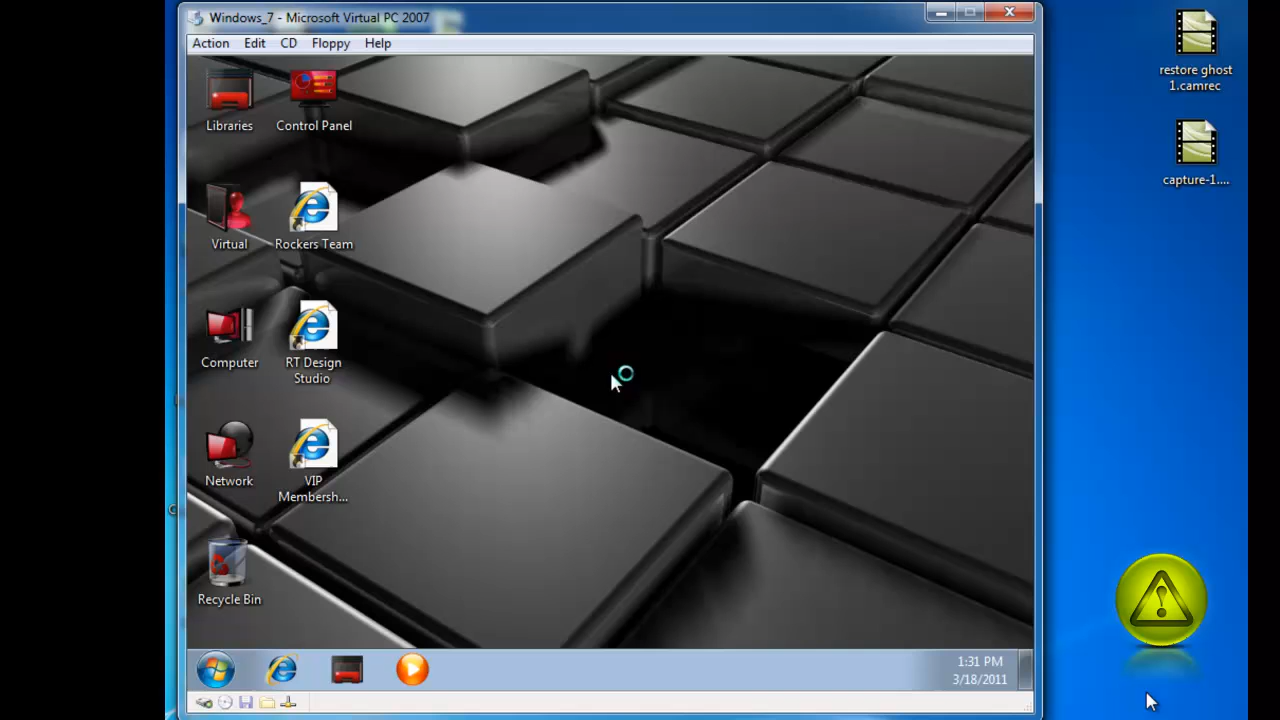 Windows_7 - Microsoft Virtual PC 2007
Action Edit CD Floppy Help
Libraries
Control Panel
Virtual
Rockers Team
Computer
RT Design
Studio
Network
VIP
Membersh...
Recycle Bin
1:31 PM
3/18/2011
restore ghost
1.camrec
capture-1....